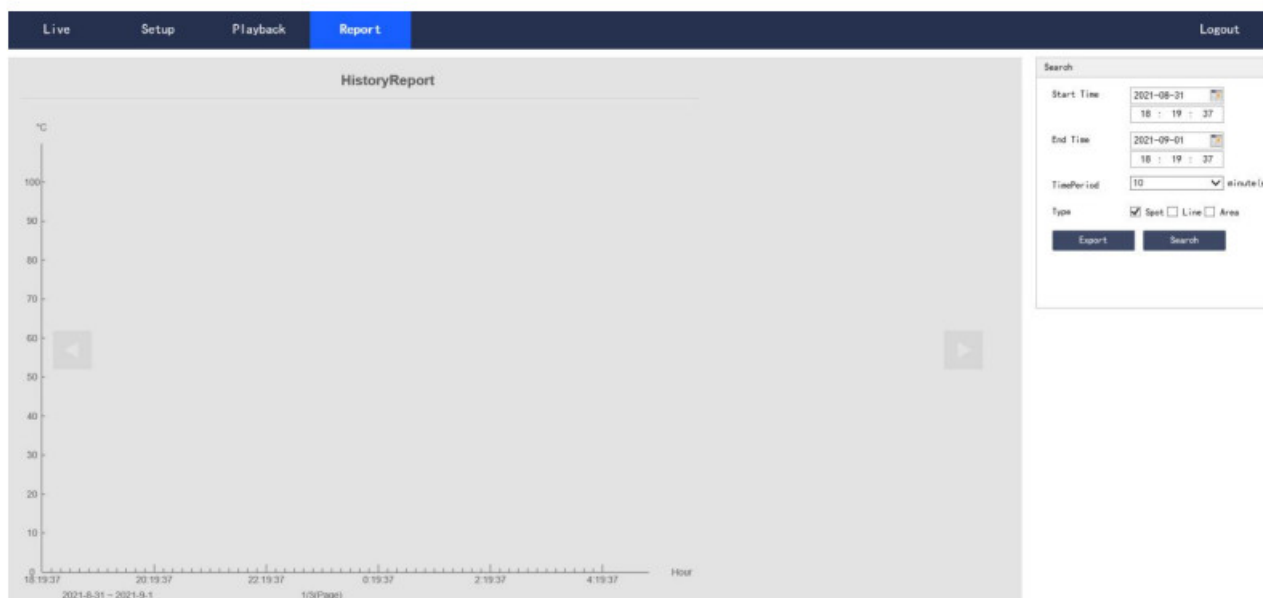 Live Setup Playback Report Logout
HistoryReport
°C
100
90
80
70
60
50
40
30
20
10
0
18:19:37 20:19:37 22:19:37 0:19:37 2:19:37 4:19:37 Hour
2021-8-31 ~ 2021-9-1 1/3(Page)
Search
Start Time 2021-08-31
18 : 19 : 37
End Time 2021-09-01
18 : 19 : 37
TimePeriod 10 minute(s
Type Spot Line Area
Export Search